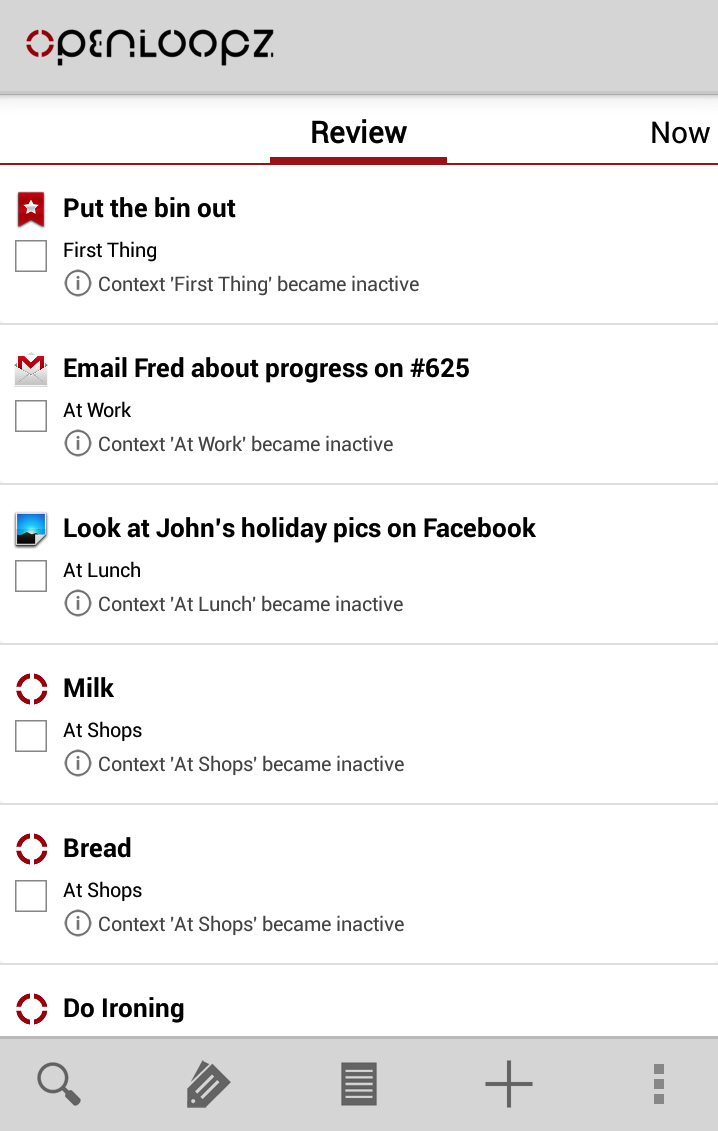 OPENLOOPZ
Review
Now
Put the bin out
First Thing
Context 'First Thing' became inactive
Email Fred about progress on #625
At Work
Context 'At Work' became inactive
Look at John's holiday pics on Facebook
At Lunch
Context 'At Lunch' became inactive
Milk
At Shops
Context 'At Shops' became inactive
Bread
At Shops
Context 'At Shops' became inactive
Do Ironing